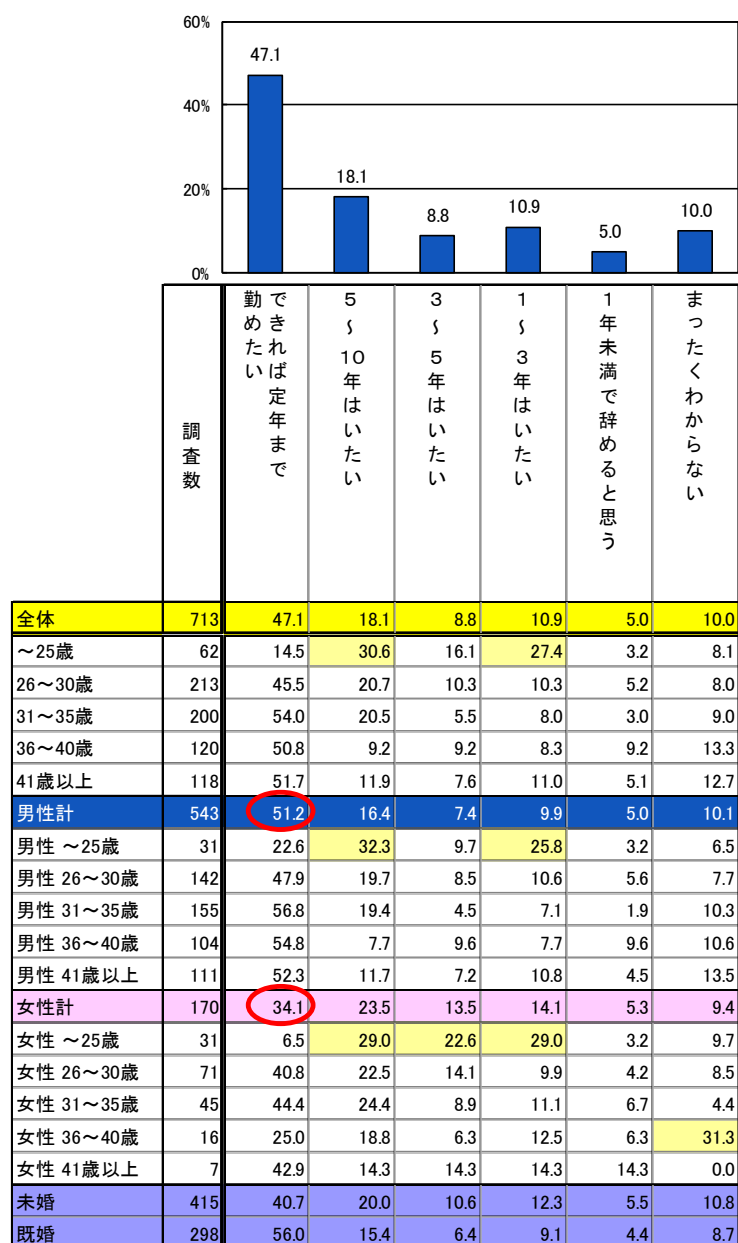 60%
40%
20%
0%
47.1
18.1
8.8
10.9
5.0
10.0
調査数
できれば定年まで
勤めたい
5～10年はいたい
3～5年はいたい
1～3年はいたい
1年未満で辞めると思う
まったくわからない
全体 713 47.1 18.1 8.8 10.9 5.0 10.0
～25歳 62 14.5 30.6 16.1 27.4 3.2 8.1
26～30歳 213 45.5 20.7 10.3 10.3 5.2 8.0
31～35歳 200 54.0 20.5 5.5 8.0 3.0 9.0
36～40歳 120 50.8 9.2 9.2 8.3 9.2 13.3
41歳以上 118 51.7 11.9 7.6 11.0 5.1 12.7
男性計 543 51.2 16.4 7.4 9.9 5.0 10.1
男性 ～25歳 31 22.6 32.3 9.7 25.8 3.2 6.5
男性 26～30歳 142 47.9 19.7 8.5 10.6 5.6 7.7
男性 31～35歳 155 56.8 19.4 4.5 7.1 1.9 10.3
男性 36～40歳 104 54.8 7.7 9.6 7.7 9.6 10.6
男性 41歳以上 111 52.3 11.7 7.2 10.8 4.5 13.5
女性計 170 34.1 23.5 13.5 14.1 5.3 9.4
女性 ～25歳 31 6.5 29.0 22.6 29.0 3.2 9.7
女性 26～30歳 71 40.8 22.5 14.1 9.9 4.2 8.5
女性 31～35歳 45 44.4 24.4 8.9 11.1 6.7 4.4
女性 36～40歳 16 25.0 18.8 6.3 12.5 6.3 31.3
女性 41歳以上 7 42.9 14.3 14.3 14.3 14.3 0.0
未婚 415 40.7 20.0 10.6 12.3 5.5 10.8
既婚 298 56.0 15.4 6.4 9.1 4.4 8.7